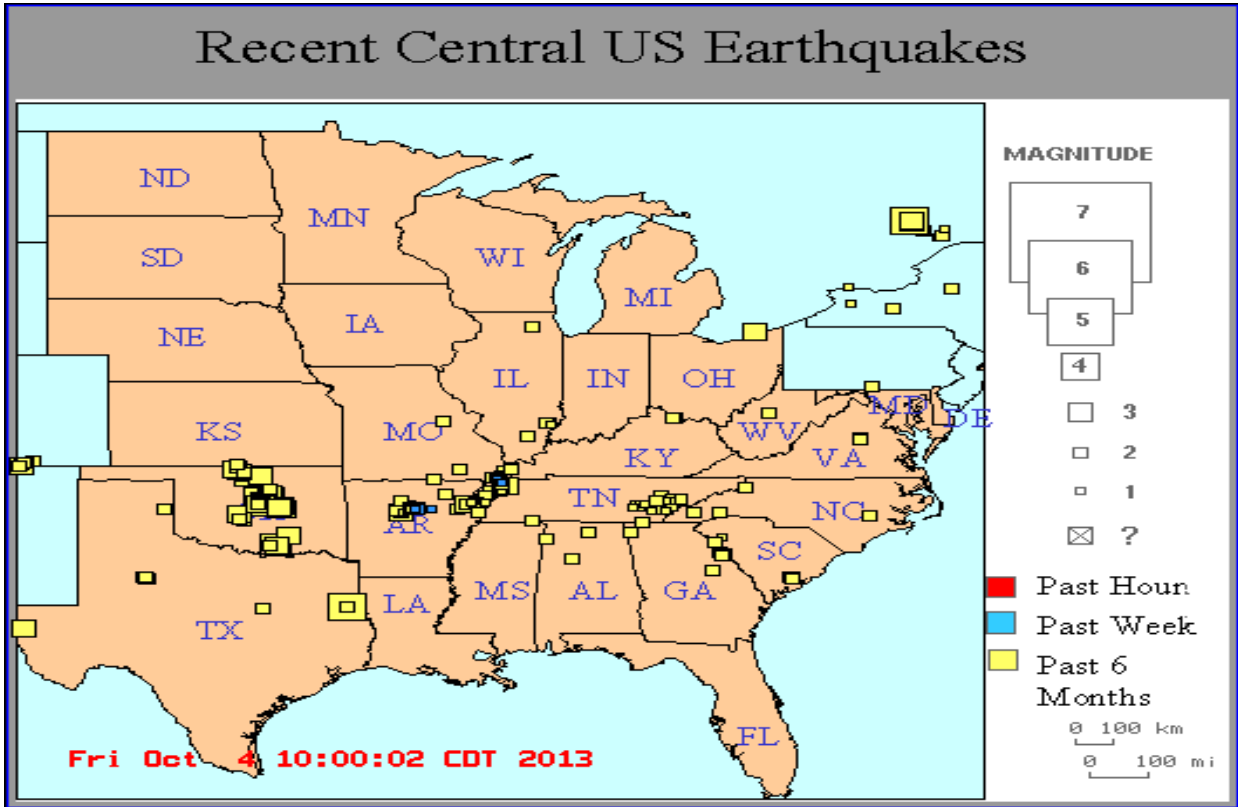 Recent Central US Earthquakes
MAGNITUDE
7
6
5
4
3
2
1
?
ND
MN
SD
WI
MI
NE
IA
IL
IN
OH
KS
MO
WV
MD
DE
KY
VA
TN
NC
AR
SC
MS
AL
GA
LA
TX
FL
Past Hour
Past Week
Past 6
Months
0 100 km
0 100 mi
Fri Oct 4 10:00:02 CDT 2013